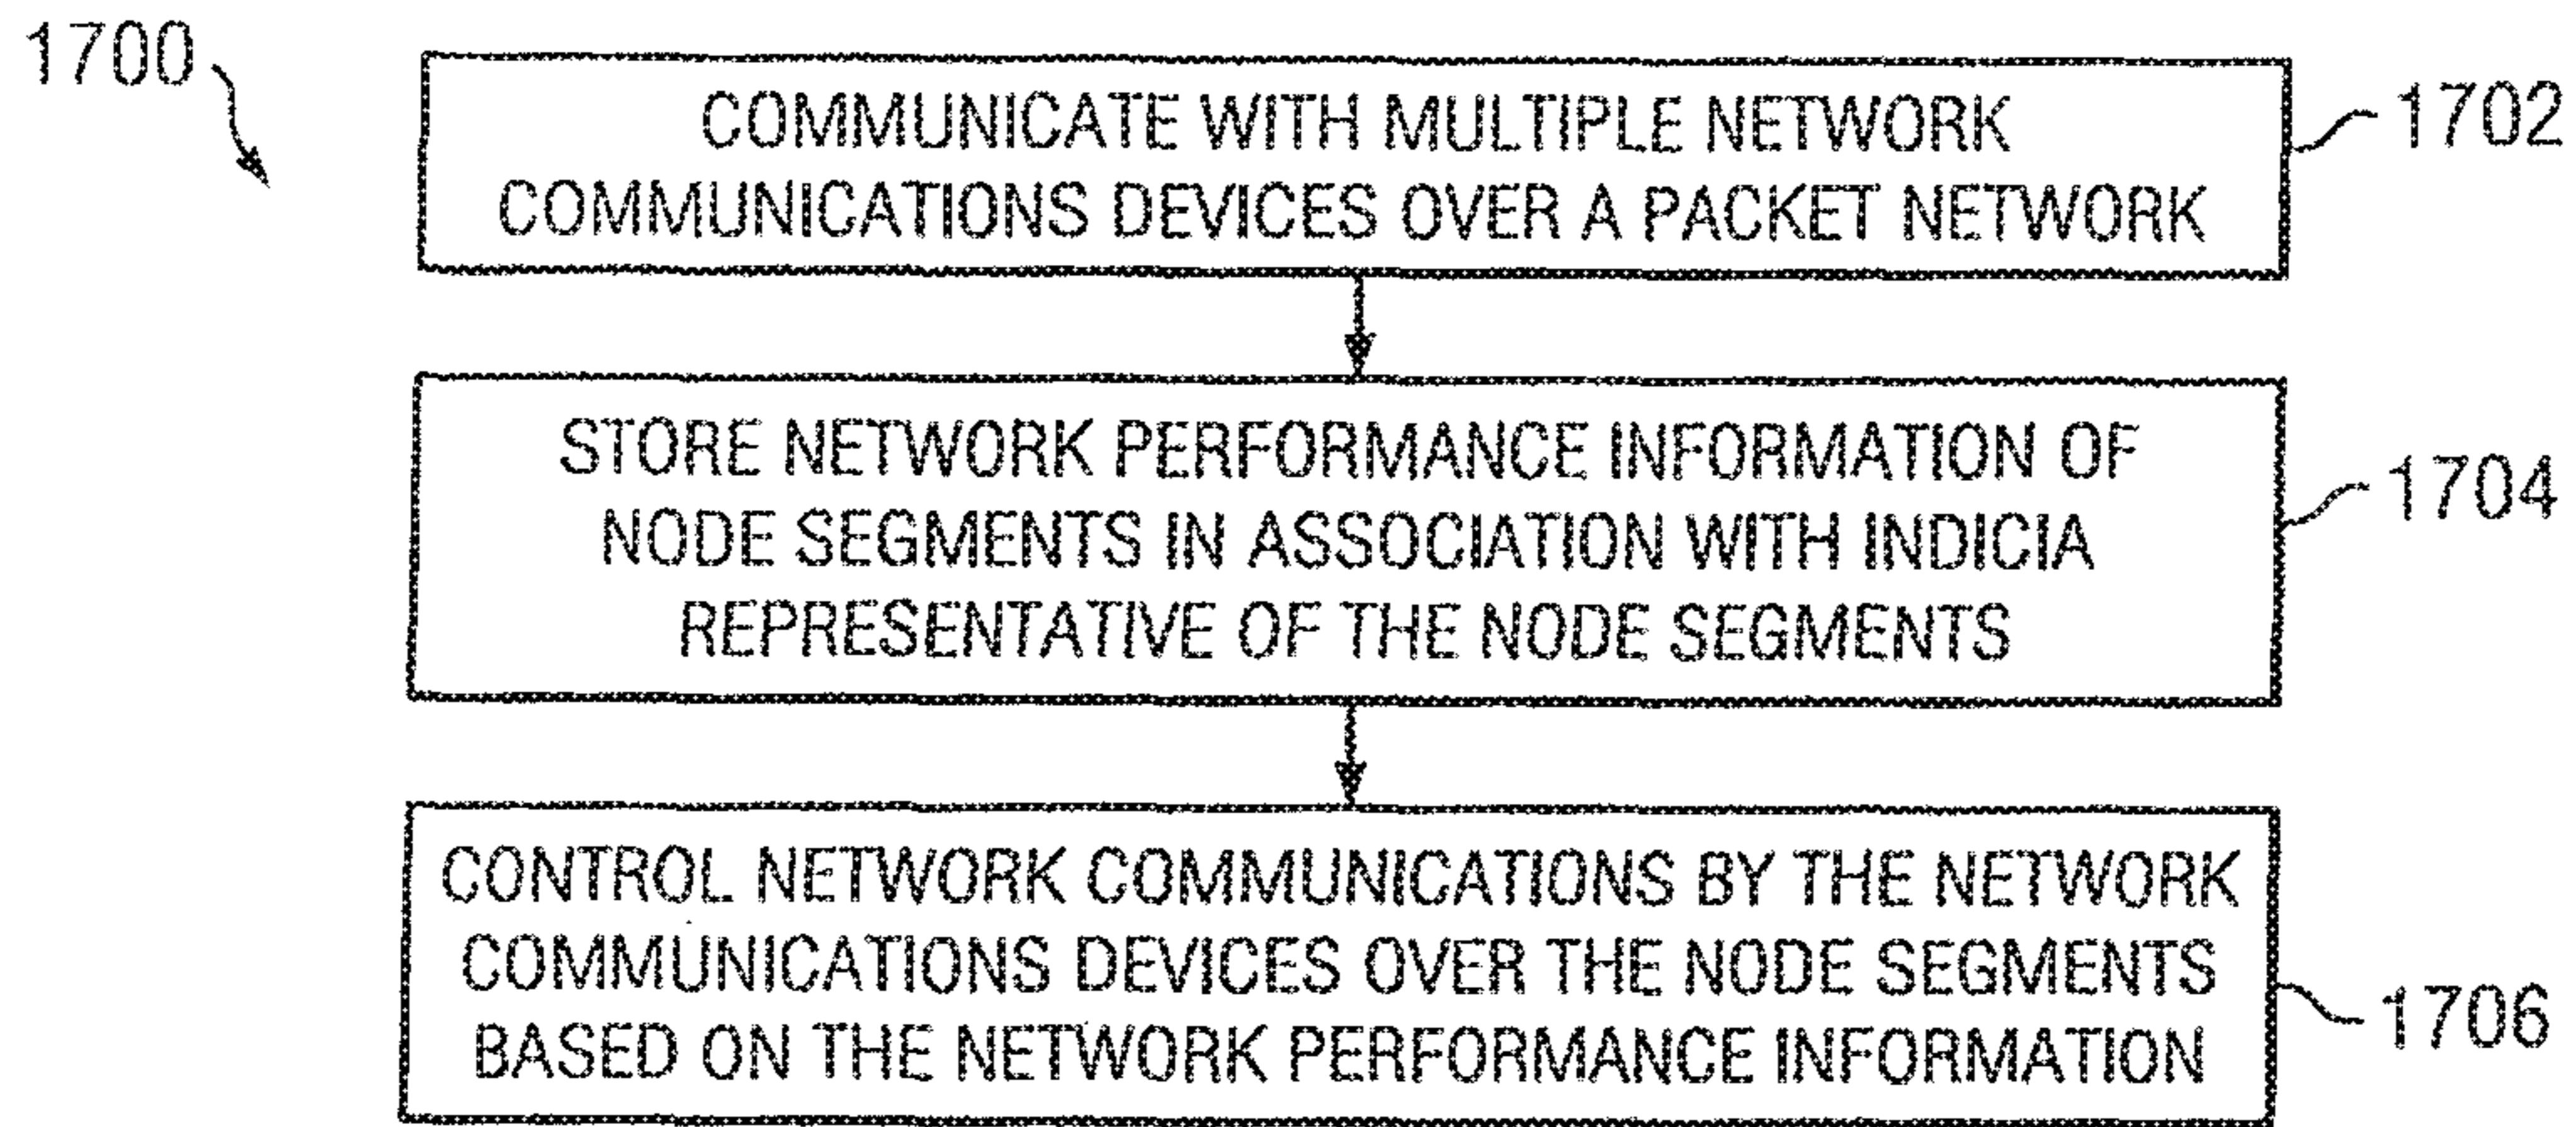 1700
COMMUNICATE WITH MULTIPLE NETWORK
COMMUNICATIONS DEVICES OVER A PACKET NETWORK
1702
STORE NETWORK PERFORMANCE INFORMATION OF
NODE SEGMENTS IN ASSOCIATION WITH INDICIA
REPRESENTATIVE OF THE NODE SEGMENTS
1704
CONTROL NETWORK COMMUNICATIONS BY THE NETWORK
COMMUNICATIONS DEVICES OVER THE NODE SEGMENTS
BASED ON THE NETWORK PERFORMANCE INFORMATION
1706